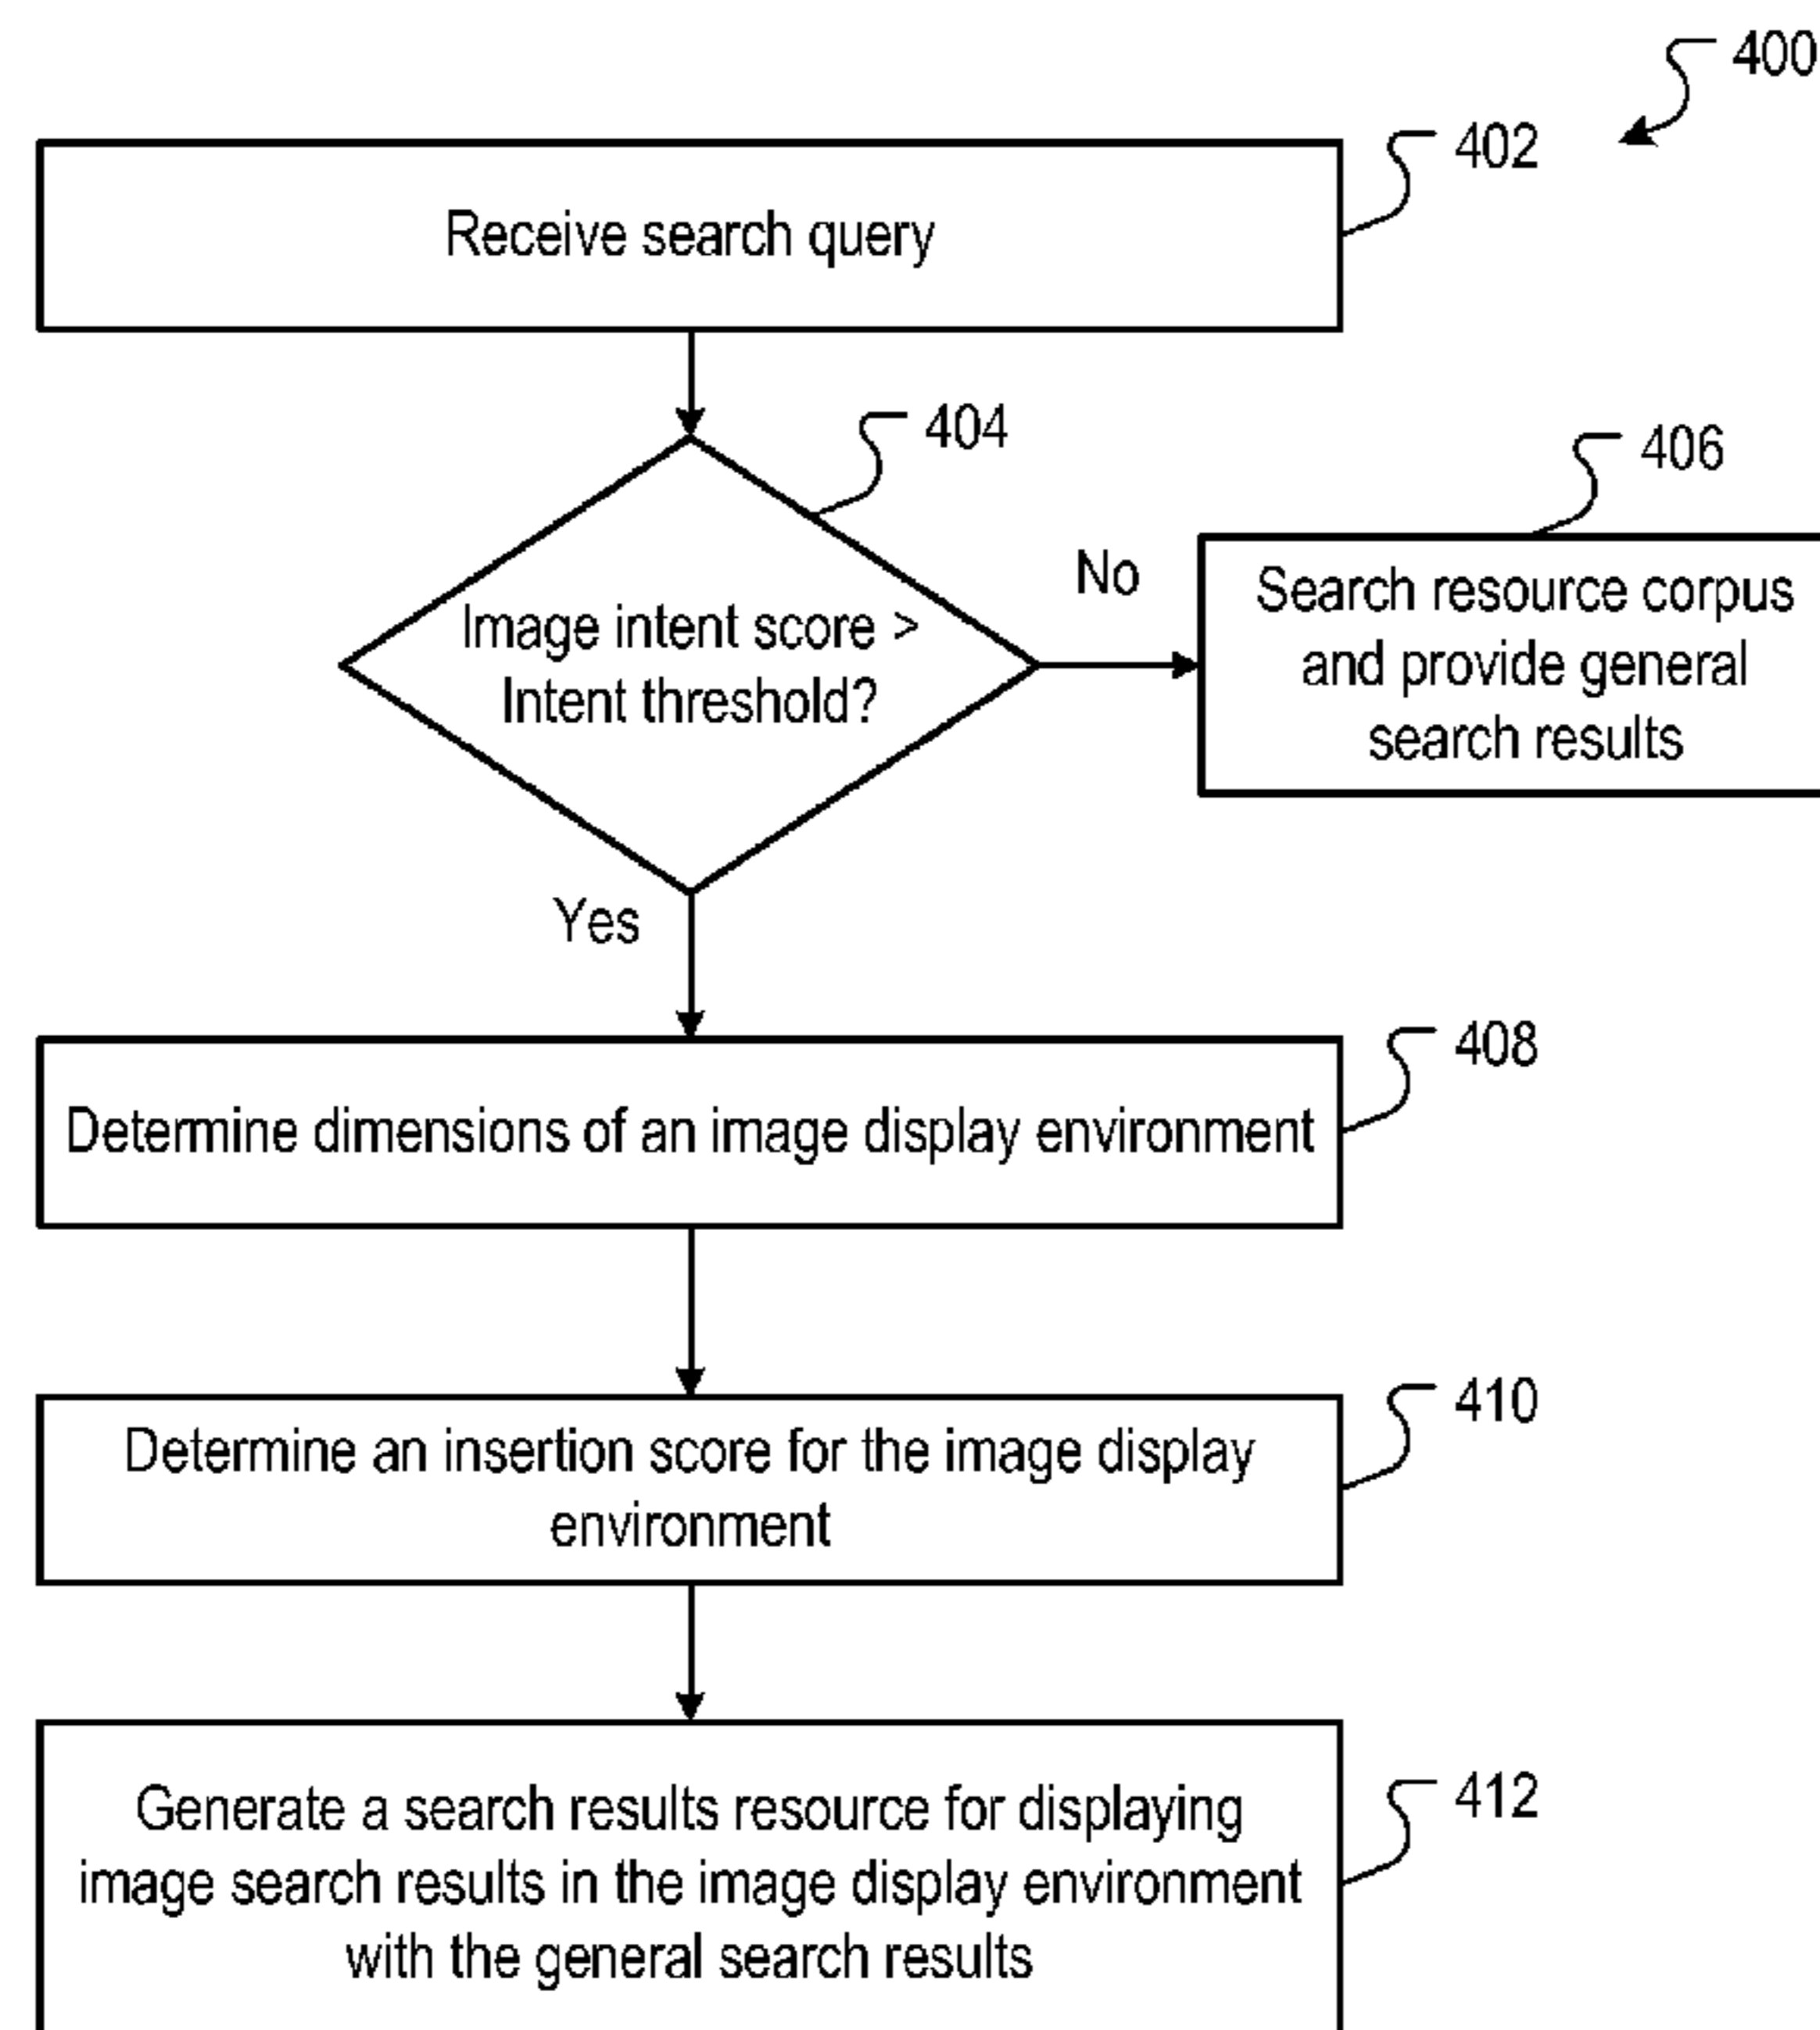 400
402
Receive search query
404
406
No
Image intent score >
Intent threshold?
Search resource corpus
and provide general
search results
Yes
408
Determine dimensions of an image display environment
410
Determine an insertion score for the image display
environment
412
Generate a search results resource for displaying
image search results in the image display environment
with the general search results